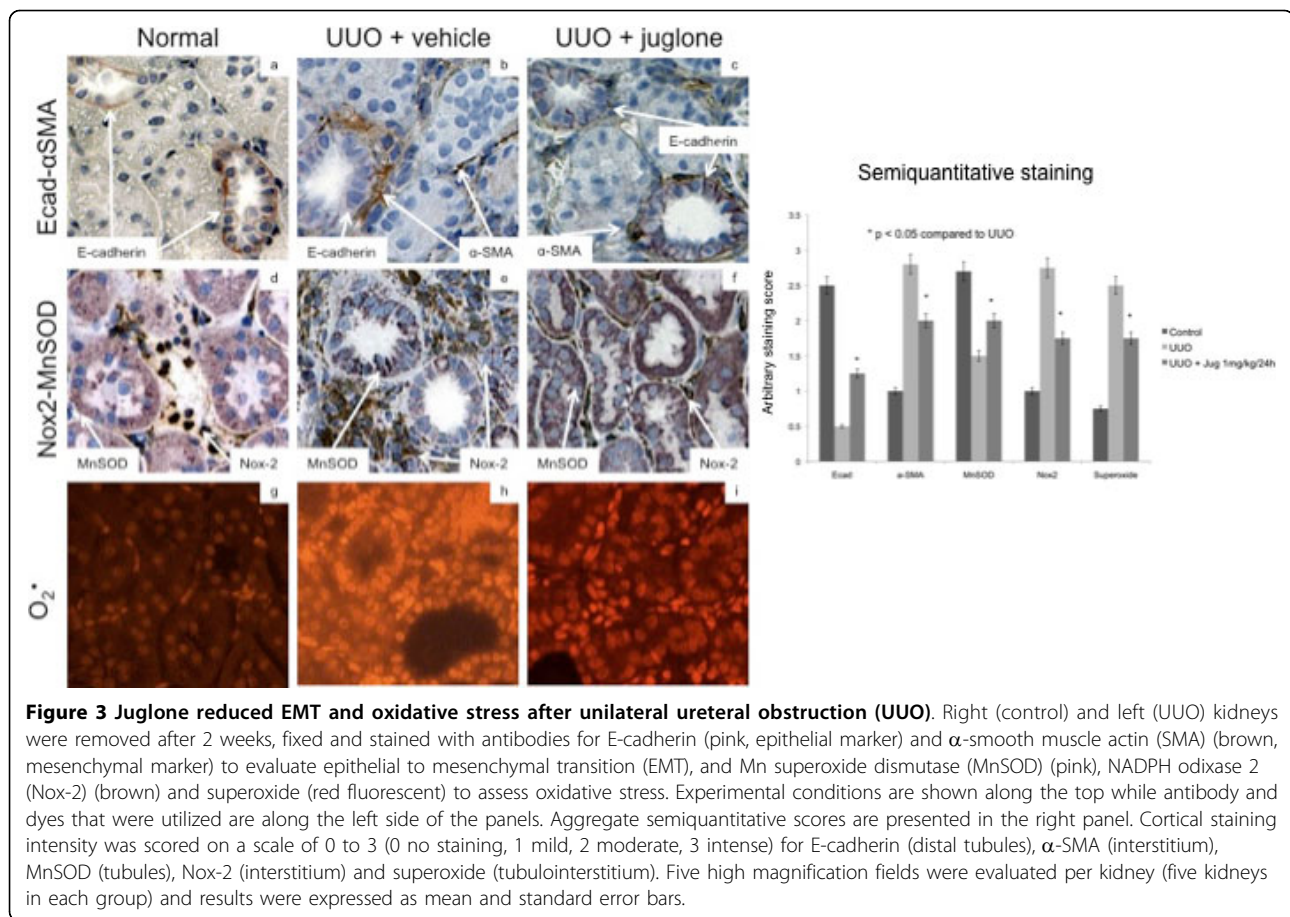 Normal
UUO + vehicle
UUO + juglone
Ecad-αSMA
a
b
c
E-cadherin
E-cadherin
α-SMA
E-cadherin
α-SMA
Nox2-MnSOD
d
e
f
MnSOD
Nox-2
MnSOD
Nox-2
MnSOD
Nox-2
O₂•
g
h
i
Semiquantitative staining
* p < 0.05 compared to UUO
Arbitrary staining score
3.5
3
2.5
2
1.5
1
0.5
0
*
*
*
*
*
Ecad
α-SMA
MnSOD
Nox2
Superoxide
Control
UUO
UUO + Jug 1mg/kg/24h
Figure 3 Juglone reduced EMT and oxidative stress after unilateral ureteral obstruction (UUO). Right (control) and left (UUO) kidneys
were removed after 2 weeks, fixed and stained with antibodies for E-cadherin (pink, epithelial marker) and α-smooth muscle actin (SMA) (brown,
mesenchymal marker) to evaluate epithelial to mesenchymal transition (EMT), and Mn superoxide dismutase (MnSOD) (pink), NADPH odixase 2
(Nox-2) (brown) and superoxide (red fluorescent) to assess oxidative stress. Experimental conditions are shown along the top while antibody and
dyes that were utilized are along the left side of the panels. Aggregate semiquantitative scores are presented in the right panel. Cortical staining
intensity was scored on a scale of 0 to 3 (0 no staining, 1 mild, 2 moderate, 3 intense) for E-cadherin (distal tubules), α-SMA (interstitium),
MnSOD (tubules), Nox-2 (interstitium) and superoxide (tubulointerstitium). Five high magnification fields were evaluated per kidney (five kidneys
in each group) and results were expressed as mean and standard error bars.